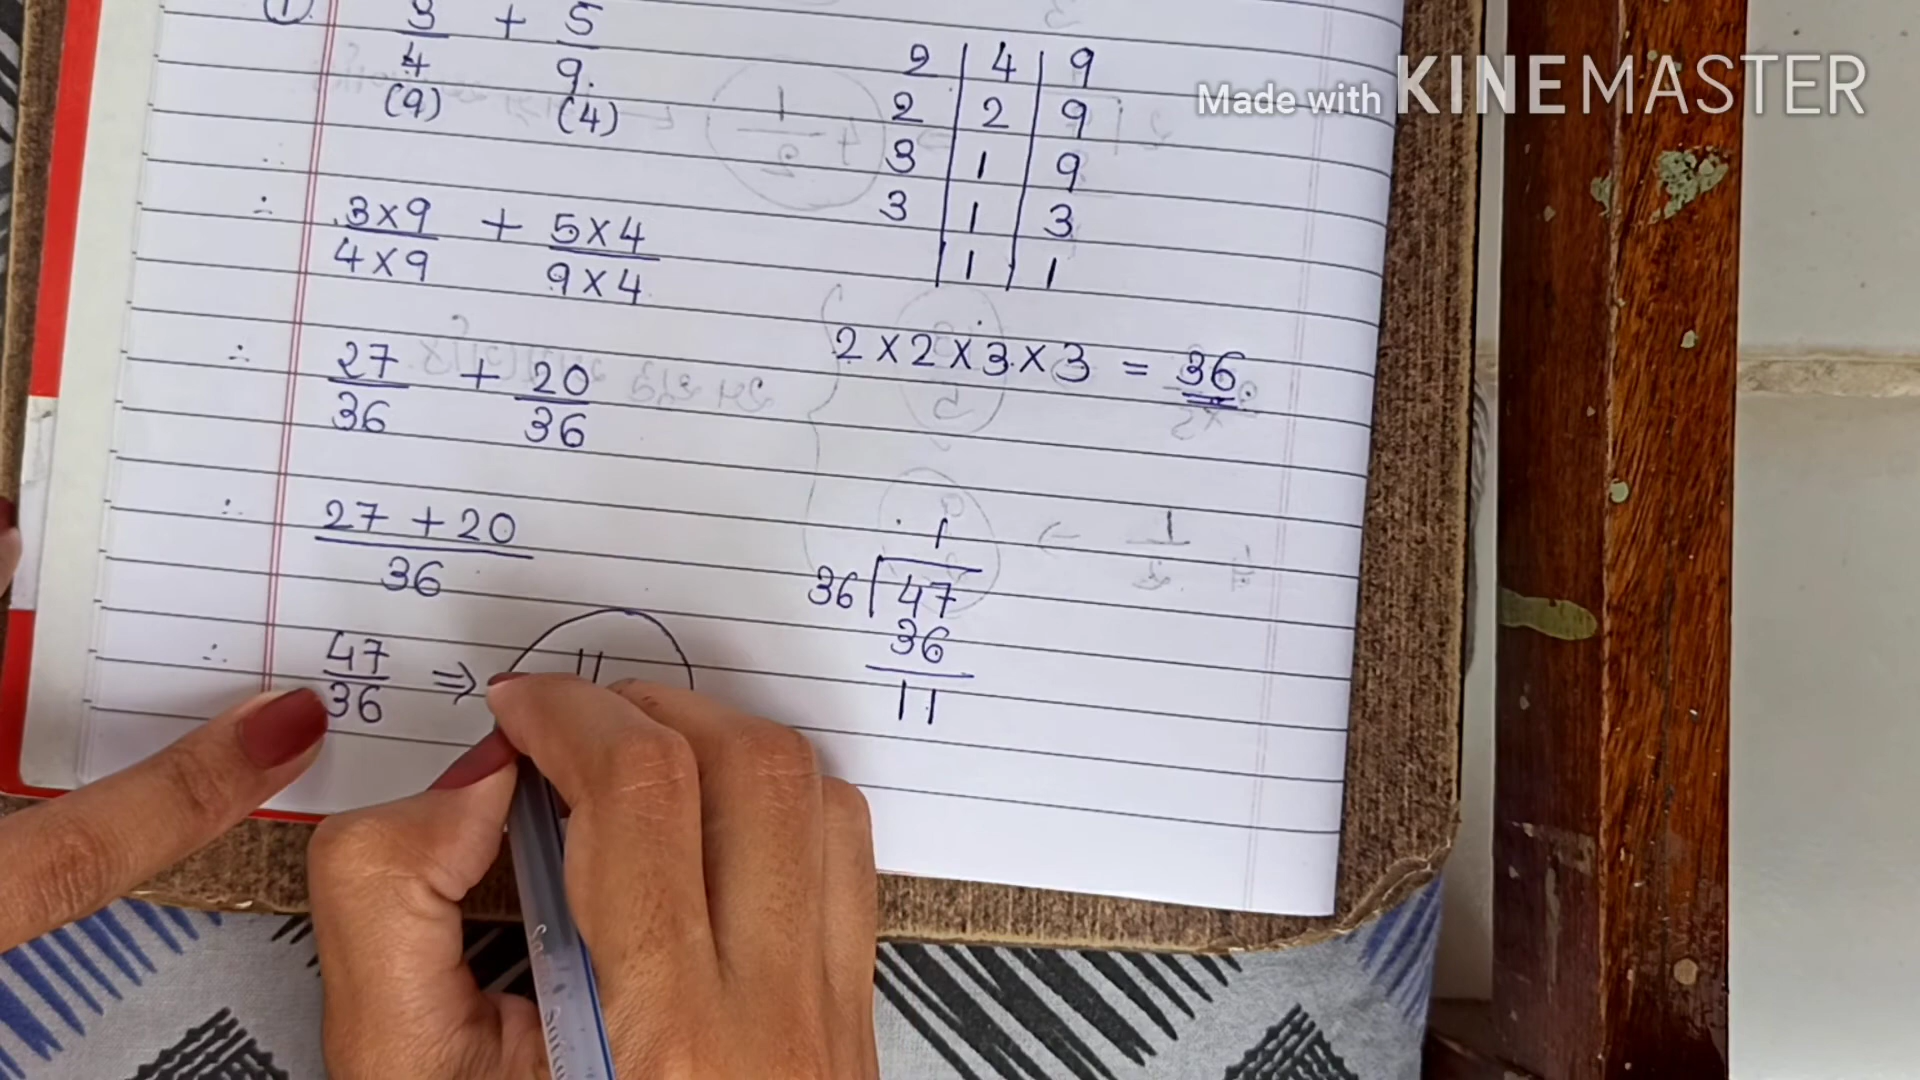 ① 3/4 + 5/9
(9) (4)
∴ 3×9/4×9 + 5×4/9×4
∴ 27/36 + 20/36
∴ 27+20/36
∴ 47/36 ⇒ 11
2 | 4 | 9
2 | 2 | 9
3 | 1 | 9
3 | 1 | 3
| 1 | 1
2×2×3×3 = 36
1
36 ⟌ 47
36
11
Made with KINEMASTER